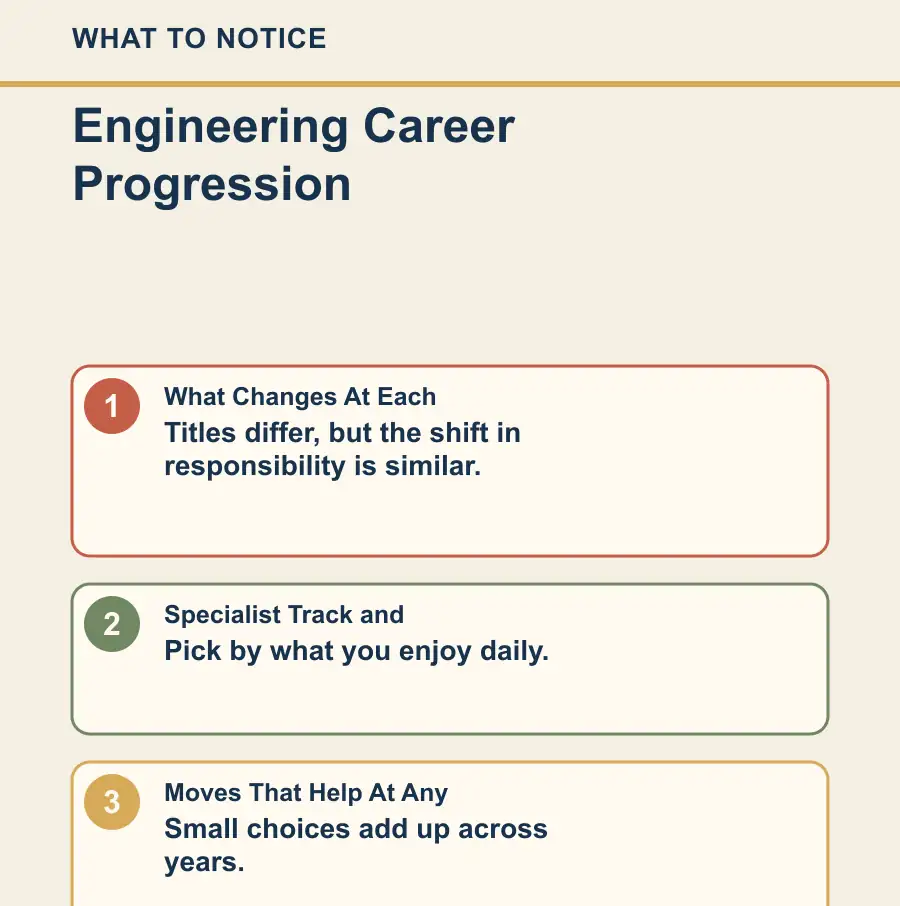 WHAT TO NOTICE
Engineering Career
Progression
1
What Changes At Each
Titles differ, but the shift in
responsibility is similar.
2
Specialist Track and
Pick by what you enjoy daily.
3
Moves That Help At Any
Small choices add up across
years.